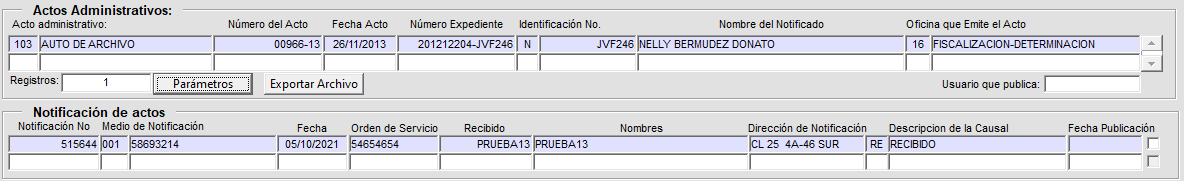 Actos Administrativos:
Acto administrativo: Número del Acto Fecha Acto Número Expediente Identificación No. Nombre del Notificado Oficina que Emite el Acto
103 AUTO DE ARCHIVO 00966-13 26/11/2013 201212204-JVF246 N JVF246 NELLY BERMUDEZ DONATO 16 FISCALIZACION-DETERMINACION
Registros: 1 Parámetros Exportar Archivo Usuario que publica:
Notificación de actos
Notificación No Medio de Notificación Fecha Orden de Servicio Recibido Nombres Dirección de Notificación Descripcion de la Causal Fecha Publicación
515644 001 58693214 05/10/2021 54654654 PRUEBA13 PRUEBA13 CL 25 4A-46 SUR RE RECIBIDO